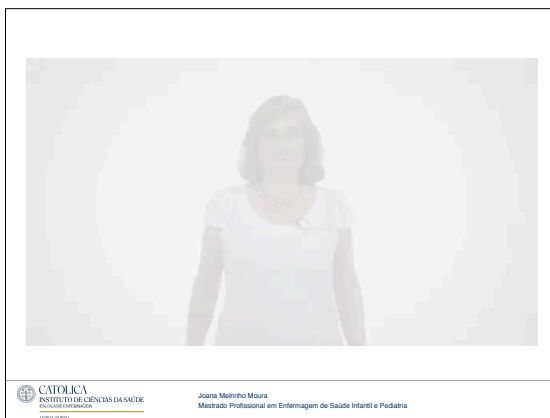 CATOLICA
INSTITUTO DE CIÊNCIAS DA SAÚDE
ESCOLA DE ENFERMAGEM
Joana Meirinho Moura
Mestrado Profissional em Enfermagem de Saúde Infantil e Pediatria